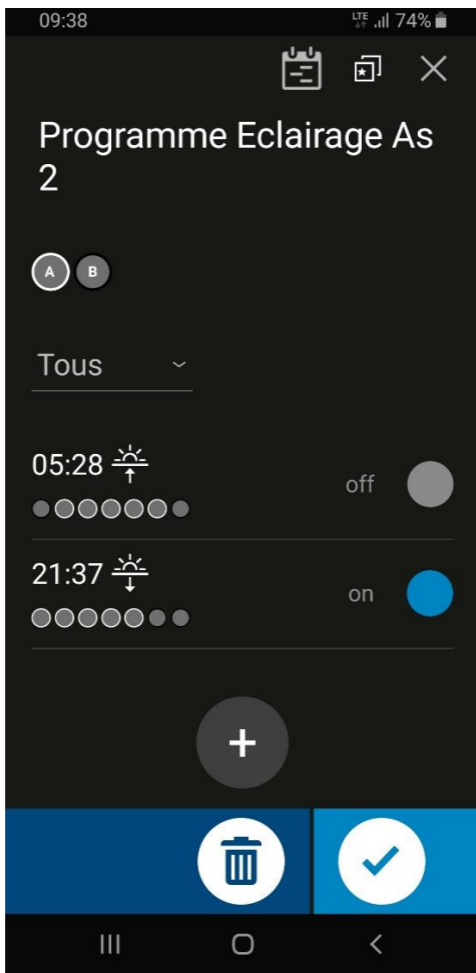 09:38 LTE 74%
Programme Eclairage As
2
A B
Tous
05:28
off
21:37
on